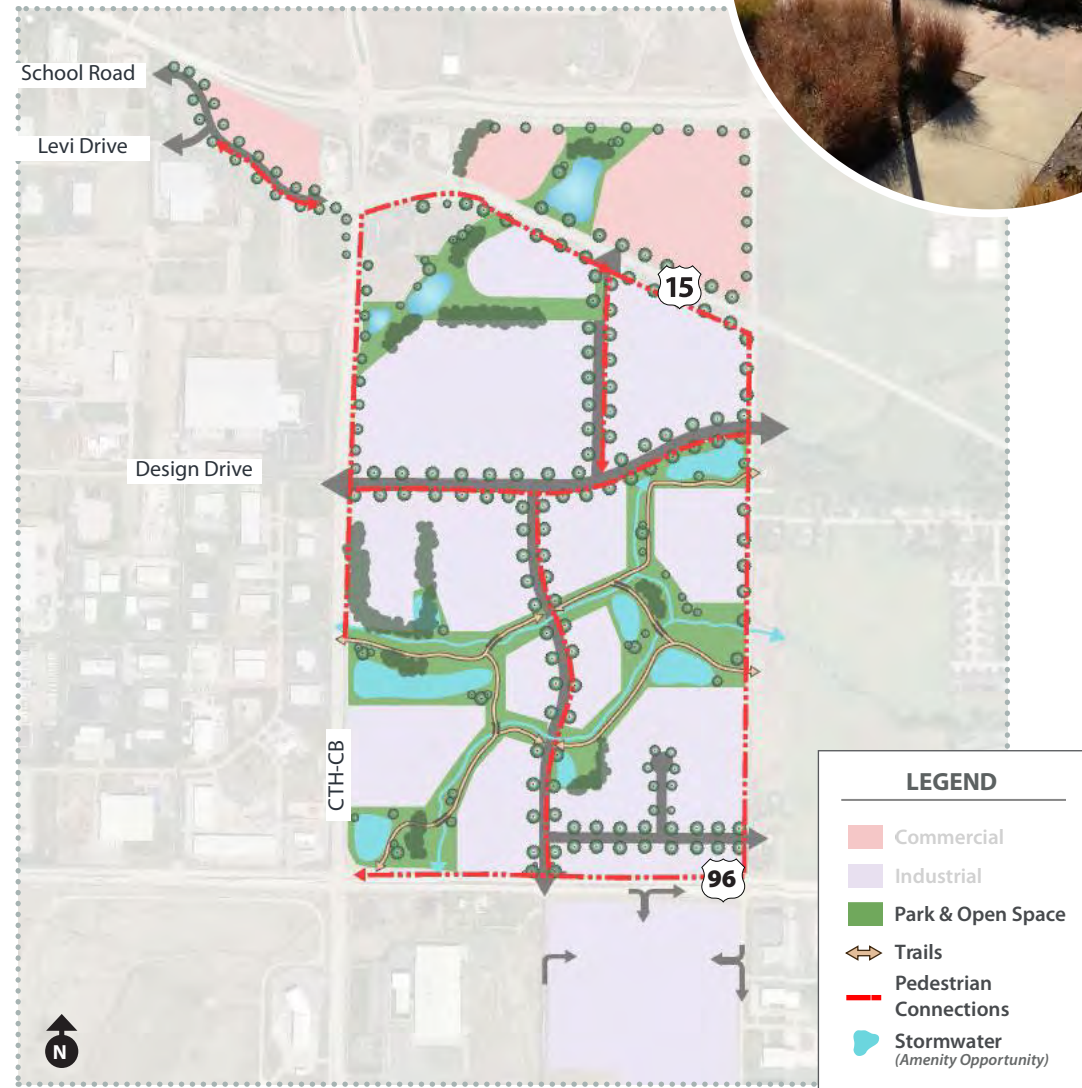 School Road
Levi Drive
15
Design Drive
CTH-CB
96
N
LEGEND
Commercial
Industrial
Park & Open Space
Trails
Pedestrian
Connections
Stormwater
(Amenity Opportunity)